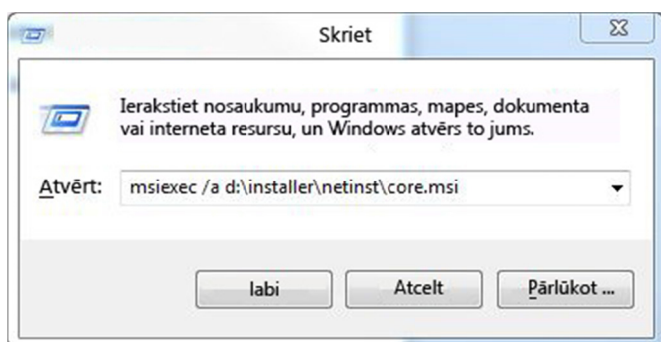 Skriet
Ierakstiet nosaukumu, programmas, mapes, dokumenta
vai interneta resursu, un Windows atvērs to jums.
Atvērt: msiexec /a d:\installer\netinst\core.msi
labi Atcelt Pārlūkot ...